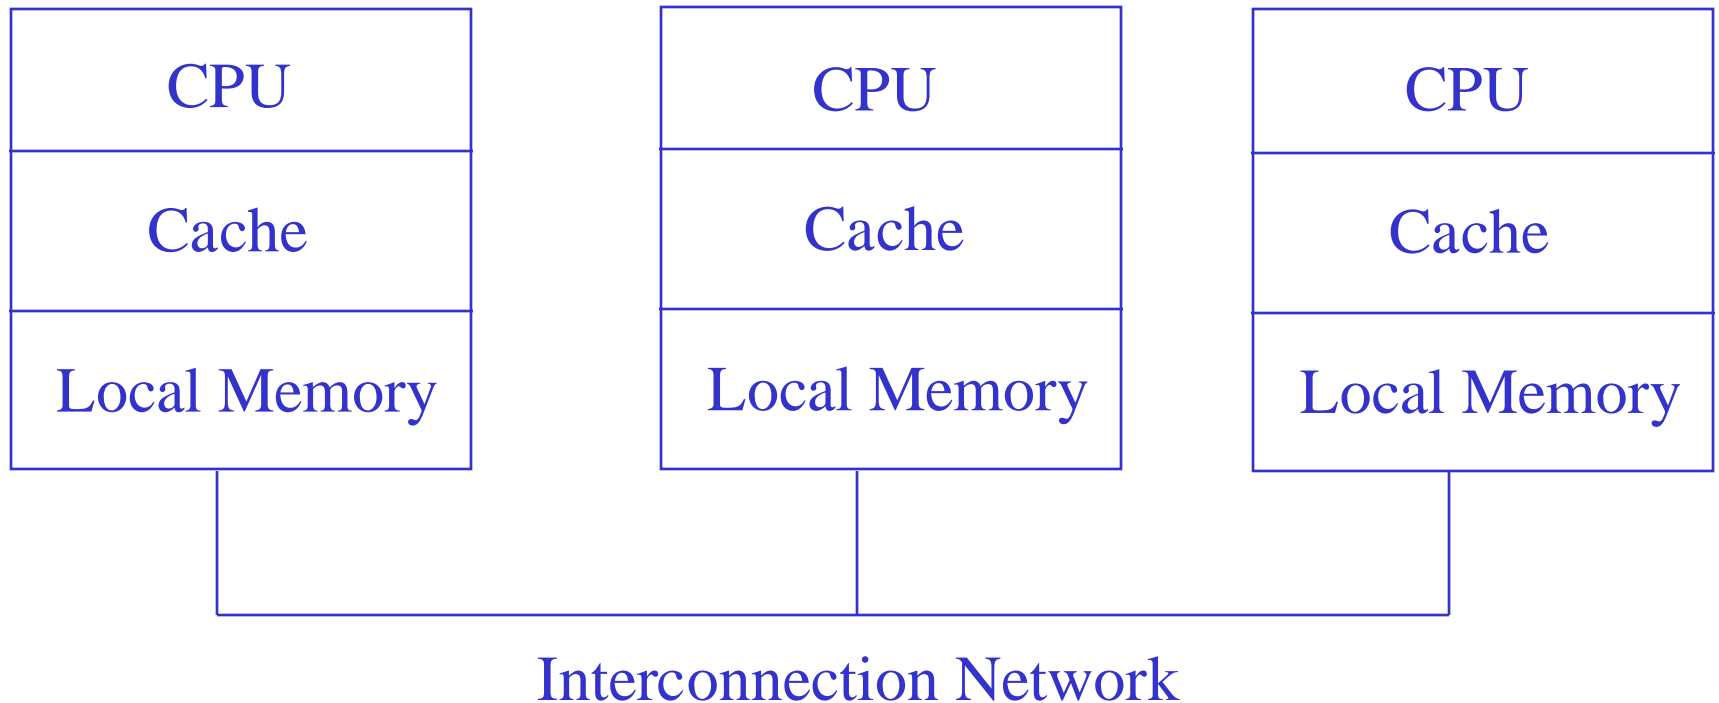 CPU
Cache
Local Memory
CPU
Cache
Local Memory
CPU
Cache
Local Memory
Interconnection Network